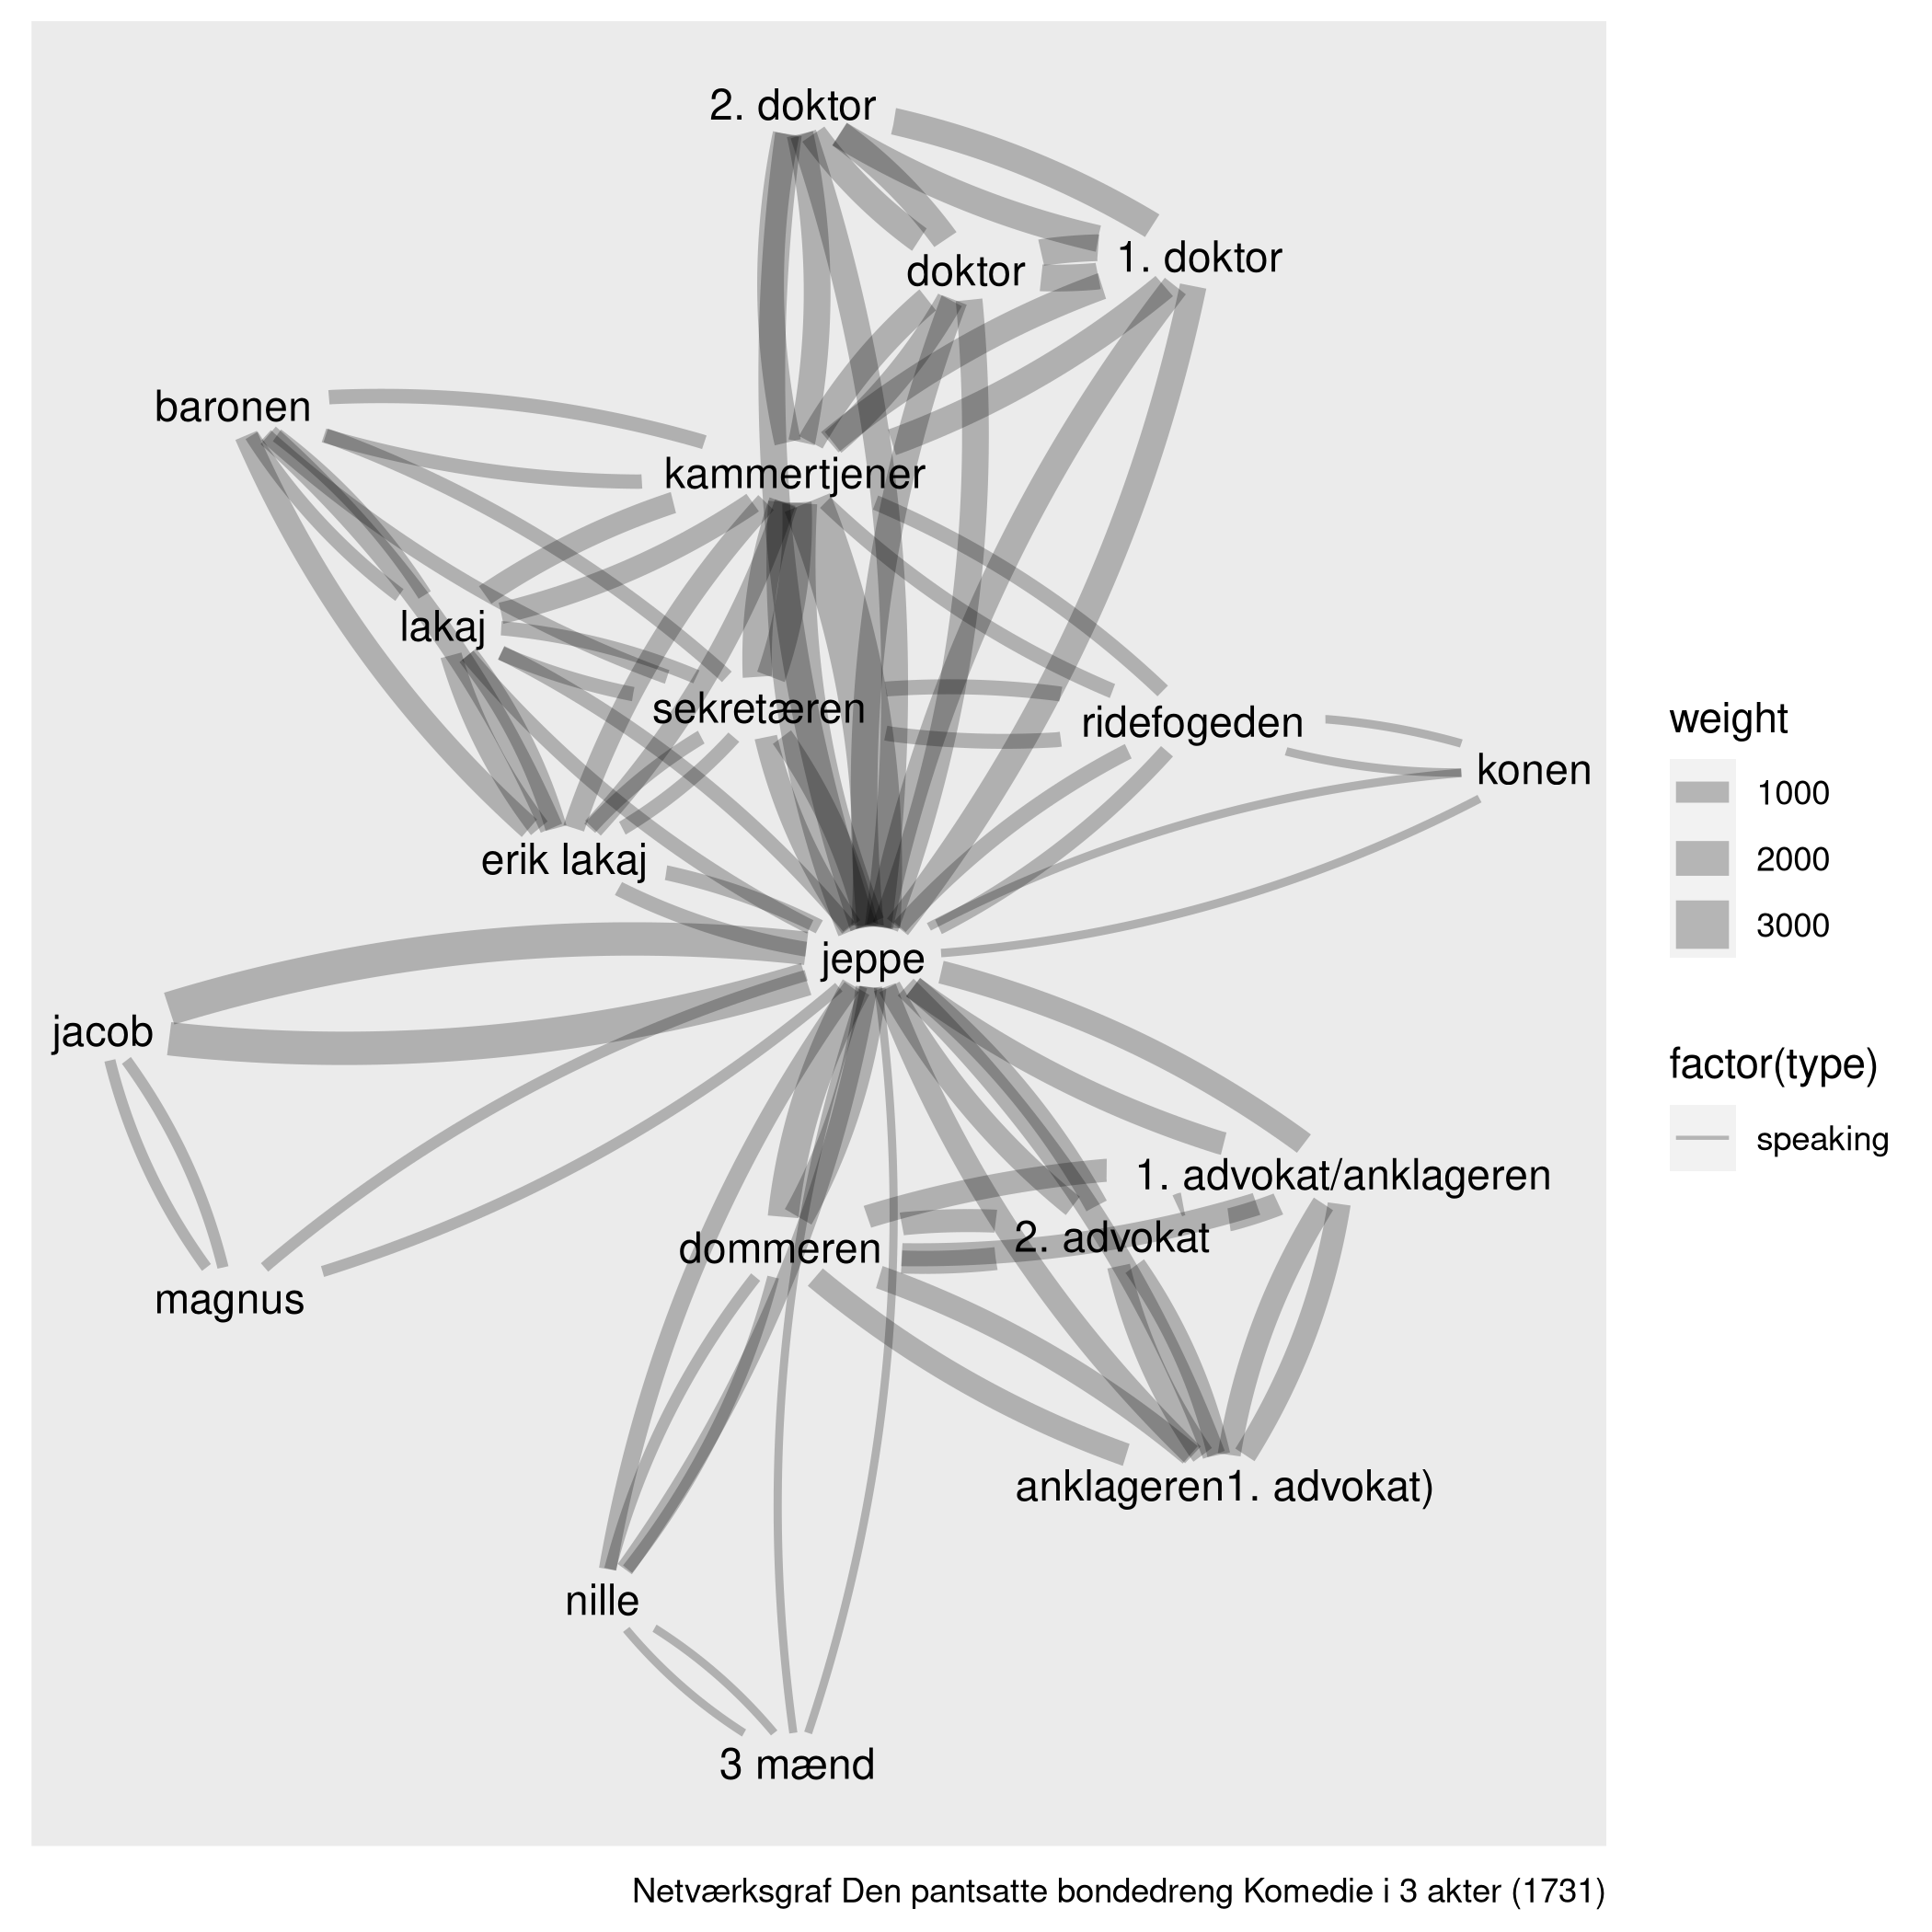 2. doktor
1. doktor
doktor
baronen
kammertjener
lakaj
sekretæren
ridefogeden
konen
erik lakaj
jeppe
jacob
1. advokat/anklageren
2. advokat
dommeren
magnus
anklageren1. advokat)
nille
3 mænd
weight
1000
2000
3000
factor(type)
speaking
Netværksgraf Den pantsatte bondedreng Komedie i 3 akter (1731)